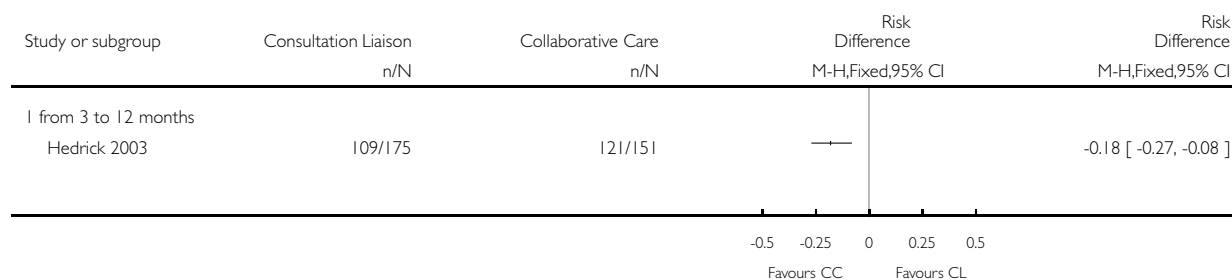 Study or subgroup Consultation Liaison Collaborative Care Risk Difference Risk Difference
n/N n/N M-H,Fixed,95% CI M-H,Fixed,95% CI
1 from 3 to 12 months
Hedrick 2003 109/175 121/151 -0.18 [ -0.27, -0.08 ]
-0.5 -0.25 0 0.25 0.5
Favours CC Favours CL